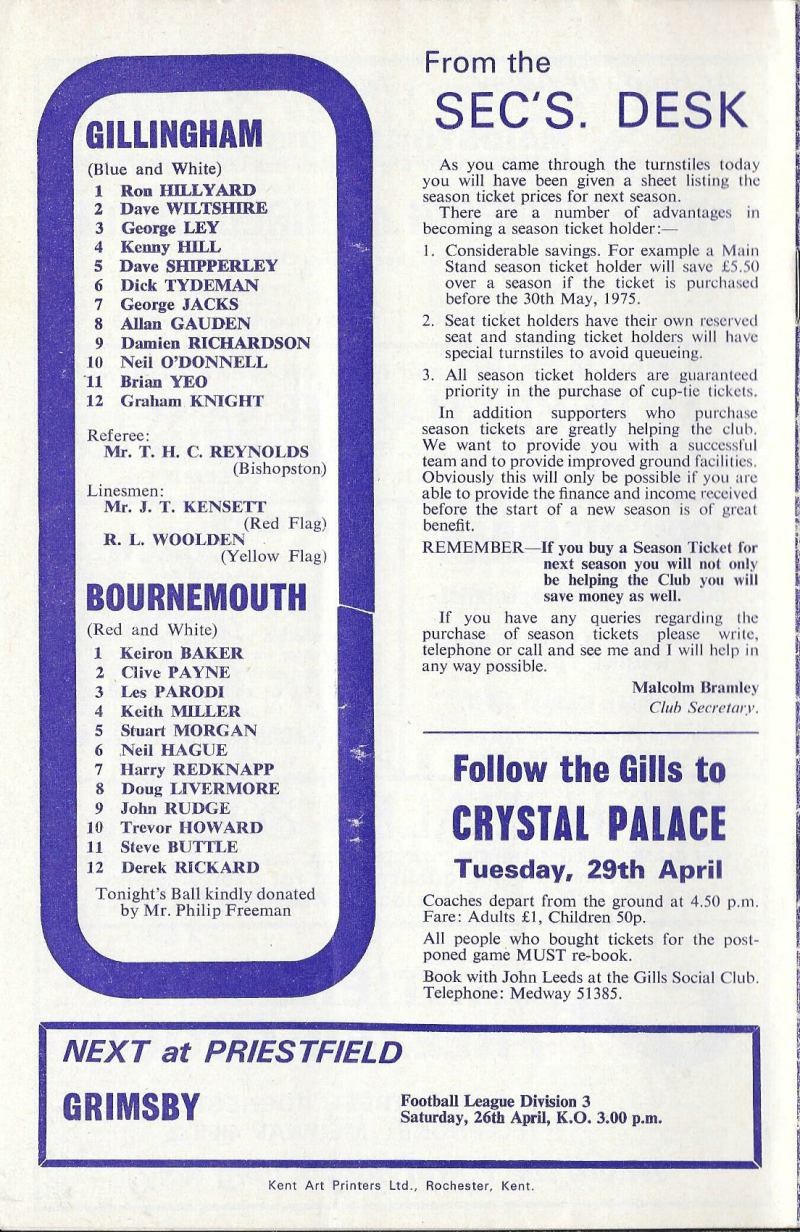 GILLINGHAM
(Blue and White)
1 Ron HILLYARD
2 Dave WILTSHIRE
3 George LEY
4 Kenny HILL
5 Dave SHIPPERLEY
6 Dick TYDEMAN
7 George JACKS
8 Allan GAUDEN
9 Damien RICHARDSON
10 Neil O'DONNELL
11 Brian YEO
12 Graham KNIGHT
Referee:
Mr. T. H. C. REYNOLDS
(Bishopston)
Linesmen:
Mr. J. T. KENSETT
(Red Flag)
R. L. WOOLDEN
(Yellow Flag)
BOURNEMOUTH
(Red and White)
1 Keiron BAKER
2 Clive PAYNE
3 Les PARODI
4 Keith MILLER
5 Stuart MORGAN
6 Neil HAGUE
7 Harry REDKNAPP
8 Doug LIVERMORE
9 John RUDGE
10 Trevor HOWARD
11 Steve BUTTLE
12 Derek RICKARD
Tonight's Ball kindly donated
by Mr. Philip Freeman
From the
SEC'S. DESK
As you came through the turnstiles today
you will have been given a sheet listing the
season ticket prices for next season.
There are a number of advantages in
becoming a season ticket holder:—
1. Considerable savings. For example a Main
Stand season ticket holder will save £5.50
over a season if the ticket is purchased
before the 30th May, 1975.
2. Seat ticket holders have their own reserved
seat and standing ticket holders will have
special turnstiles to avoid queueing.
3. All season ticket holders are guaranteed
priority in the purchase of cup-tie tickets.
In addition supporters who purchase
season tickets are greatly helping the club.
We want to provide you with a successful
team and to provide improved ground facilities.
Obviously this will only be possible if you are
able to provide the finance and income received
before the start of a new season is of great
benefit.
REMEMBER—If you buy a Season Ticket for
next season you will not only
be helping the Club you will
save money as well.
If you have any queries regarding the
purchase of season tickets please write,
telephone or call and see me and I will help in
any way possible.
Malcolm Bramley
Club Secretary.
Follow the Gills to
CRYSTAL PALACE
Tuesday, 29th April
Coaches depart from the ground at 4.50 p.m.
Fare: Adults £1, Children 50p.
All people who bought tickets for the post-
poned game MUST re-book.
Book with John Leeds at the Gills Social Club.
Telephone: Medway 51385.
NEXT at PRIESTFIELD
GRIMSBY
Football League Division 3
Saturday, 26th April, K.O. 3.00 p.m.
Kent Art Printers Ltd., Rochester, Kent.